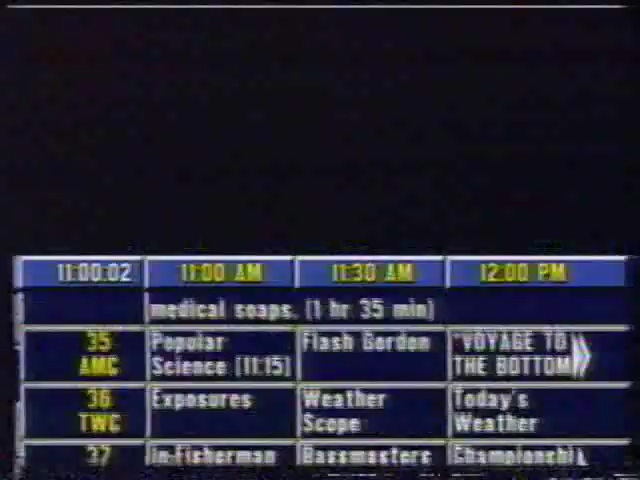 11:00:02 11:00 AM 11:30 AM 12:00 PM
medical soaps. (1 hr 35 min)
35 Popular Flash Gordon "VOYAGE TO
AMC Science (11:15) THE BOTTOM
36 Exposures Weather Today's
TWC Scope Weather
37 In-Fisherman Bassmasters Championshi